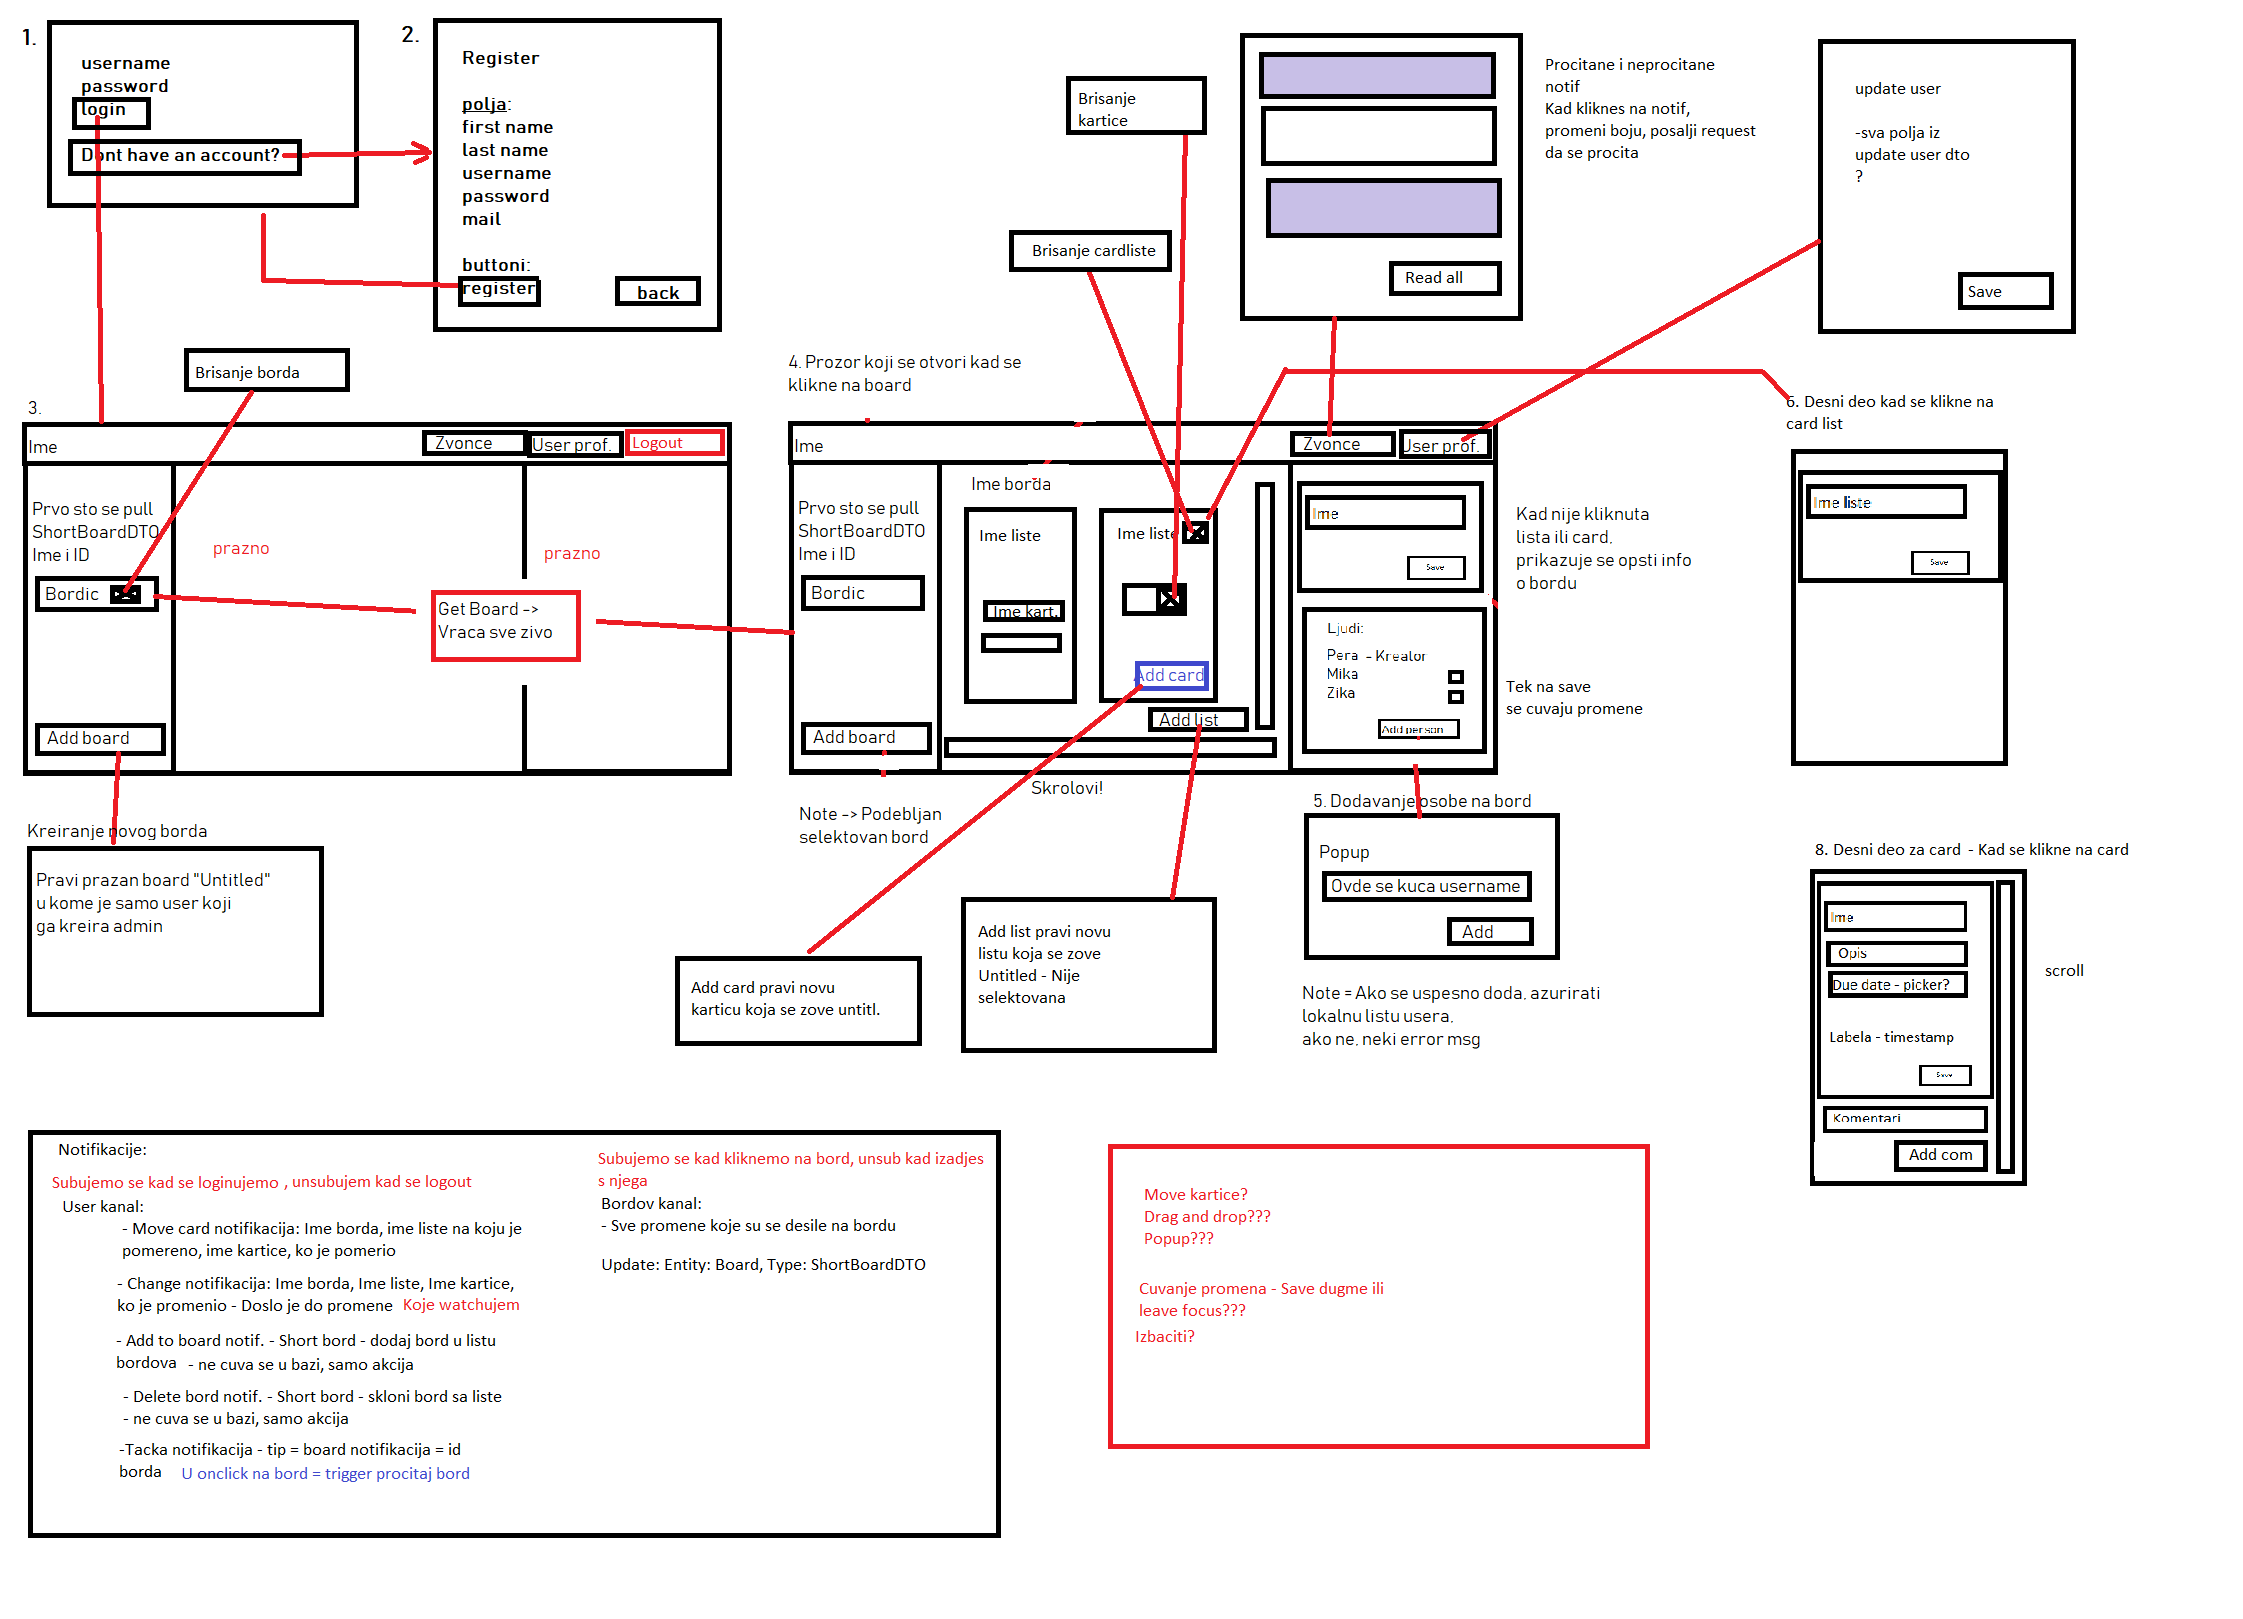 1.
username
password
login
Dont have an account?
2.
Register
polja:
first name
last name
username
password
mail
buttoni:
register
back
Brisanje
kartice
Brisanje cardliste
Read all
Procitane i neprocitane
notif
Kad kliknes na notif,
promeni boju, posalji request
da se procita
update user
-sva polja iz
update user dto
?
Save
Brisanje borda
3.
Ime
Zvonce
User prof.
Logout
Prvo sto se pull
ShortBoardDTO
Ime i ID
Bordic
prazno
prazno
Get Board ->
Vraca sve zivo
Add board
Kreiranje novog borda
Pravi prazan board "Untitled"
u kome je samo user koji
ga kreira admin
4. Prozor koji se otvori kad se
klikne na board
Ime
Zvonce
User prof.
Prvo sto se pull
ShortBoardDTO
Ime i ID
Bordic
Add board
Ime borda
Ime liste
Ime kart.
Ime liste
Add card
Add list
Skrolovi!
Ime
Save
Ljudi:
Pera - Kreator
Mika
Zika
Add person
Kad nije kliknuta
lista ili card,
prikazuje se opsti info
o bordu
Tek na save
se cuvaju promene
Note -> Podebljan
selektovan bord
Add card pravi novu
karticu koja se zove untitl.
Add list pravi novu
listu koja se zove
Untitled - Nije
selektovana
5. Dodavanje osobe na bord
Popup
Ovde se kuca username
Add
Note = Ako se uspesno doda, azurirati
lokalnu listu usera,
ako ne, neki error msg
6. Desni deo kad se klikne na
card list
Ime liste
Save
8. Desni deo za card - Kad se klikne na card
Ime
Opis
Due date - picker?
Labela - timestamp
Save
Komentari
Add com
scroll
Notifikacije:
Subujemo se kad se loginujemo , unsubujem kad se logout
User kanal:
- Move card notifikacija: Ime borda, ime liste na koju je
pomereno, ime kartice, ko je pomerio
- Change notifikacija: Ime borda, Ime liste, Ime kartice,
ko je promenio - Doslo je do promene Koje watchujem
- Add to board notif. - Short bord - dodaj bord u listu
bordova - ne cuva se u bazi, samo akcija
- Delete bord notif. - Short bord - skloni bord sa liste
- ne cuva se u bazi, samo akcija
-Tacka notifikacija - tip = board notifikacija = id
borda U onclick na bord = trigger procitaj bord
Subujemo se kad kliknemo na bord, unsub kad izadjes
s njega
Bordov kanal:
- Sve promene koje su se desile na bordu
Update: Entity: Board, Type: ShortBoardDTO
Move kartice?
Drag and drop???
Popup???
Cuvanje promena - Save dugme ili
leave focus???
Izbaciti?